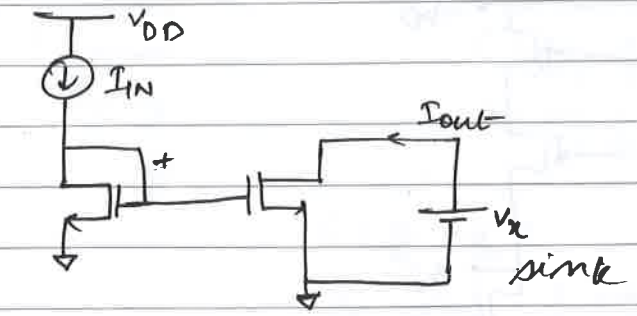 VDD
IIN
Iout
+
Vx
sink